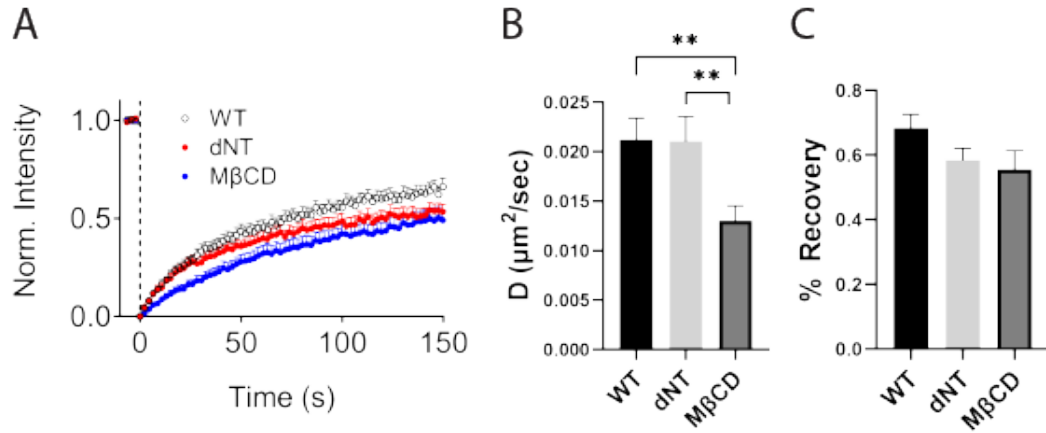 A
Norm. Intensity
1.0
0.5
0.0
WT
dNT
MβCD
0
50
100
150
Time (s)
B
**
**
D (μm²/sec)
0.025
0.020
0.015
0.010
0.005
0.000
WT
dNT
MβCD
C
% Recovery
0.8
0.6
0.4
0.2
0.0
WT
dNT
MβCD